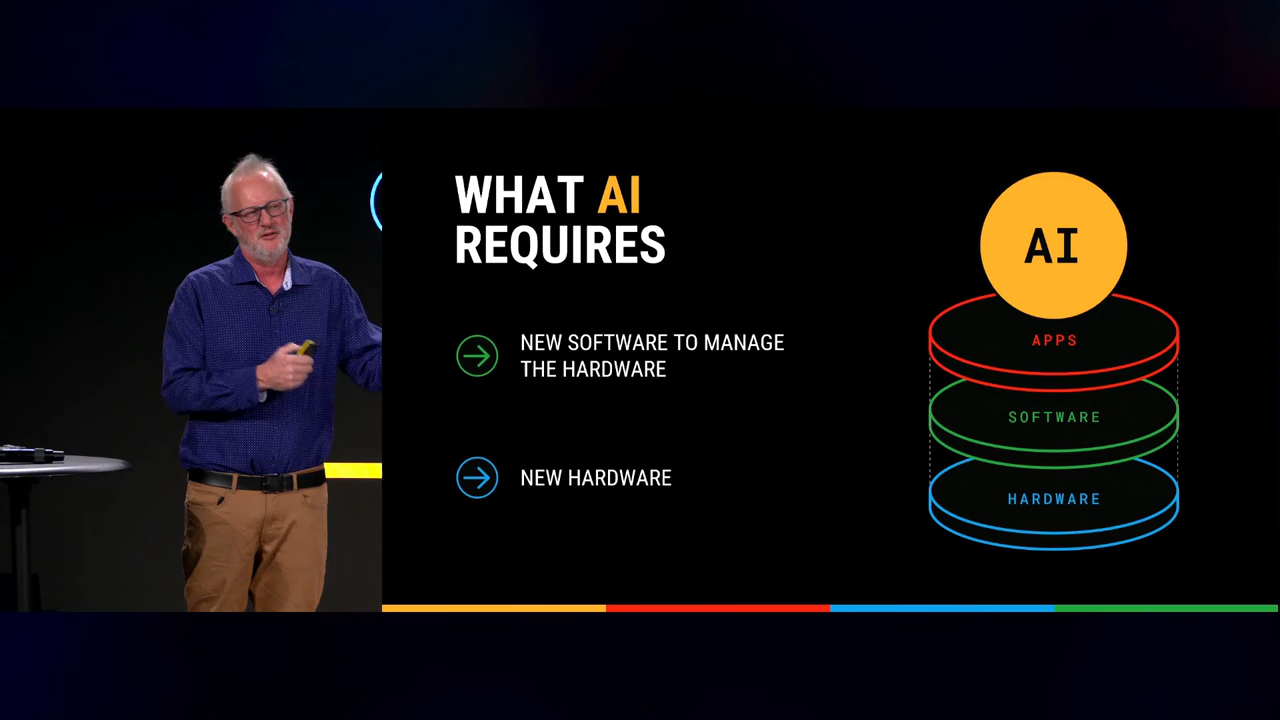 WHAT AI
REQUIRES
NEW SOFTWARE TO MANAGE
THE HARDWARE
NEW HARDWARE
AI
APPS
SOFTWARE
HARDWARE